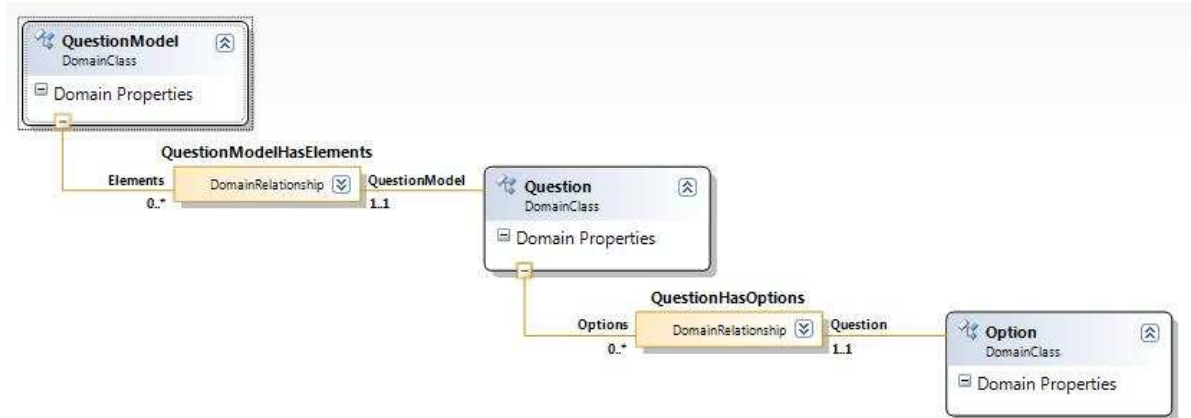 QuestionModel
DomainClass
Domain Properties
QuestionModelHasElements
Elements
DomainRelationship
QuestionModel
0..*
1..1
Question
DomainClass
Domain Properties
QuestionHasOptions
Options
DomainRelationship
Question
0..*
1..1
Option
DomainClass
Domain Properties